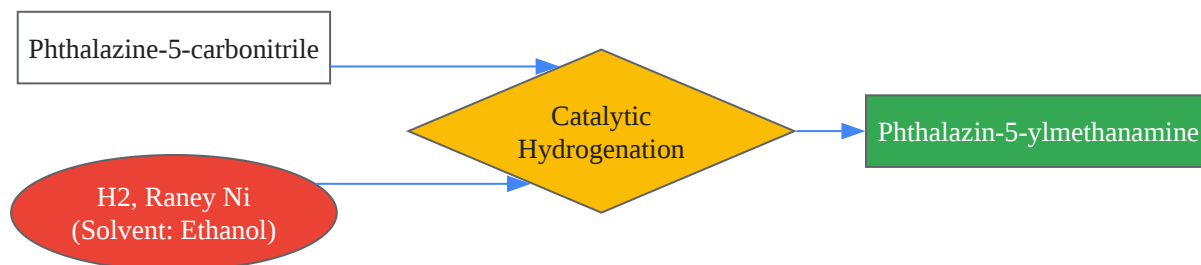 Phthalazine-5-carbonitrile
Catalytic
Hydrogenation
Phthalazin-5-ylmethanamine
H2, Raney Ni
(Solvent: Ethanol)